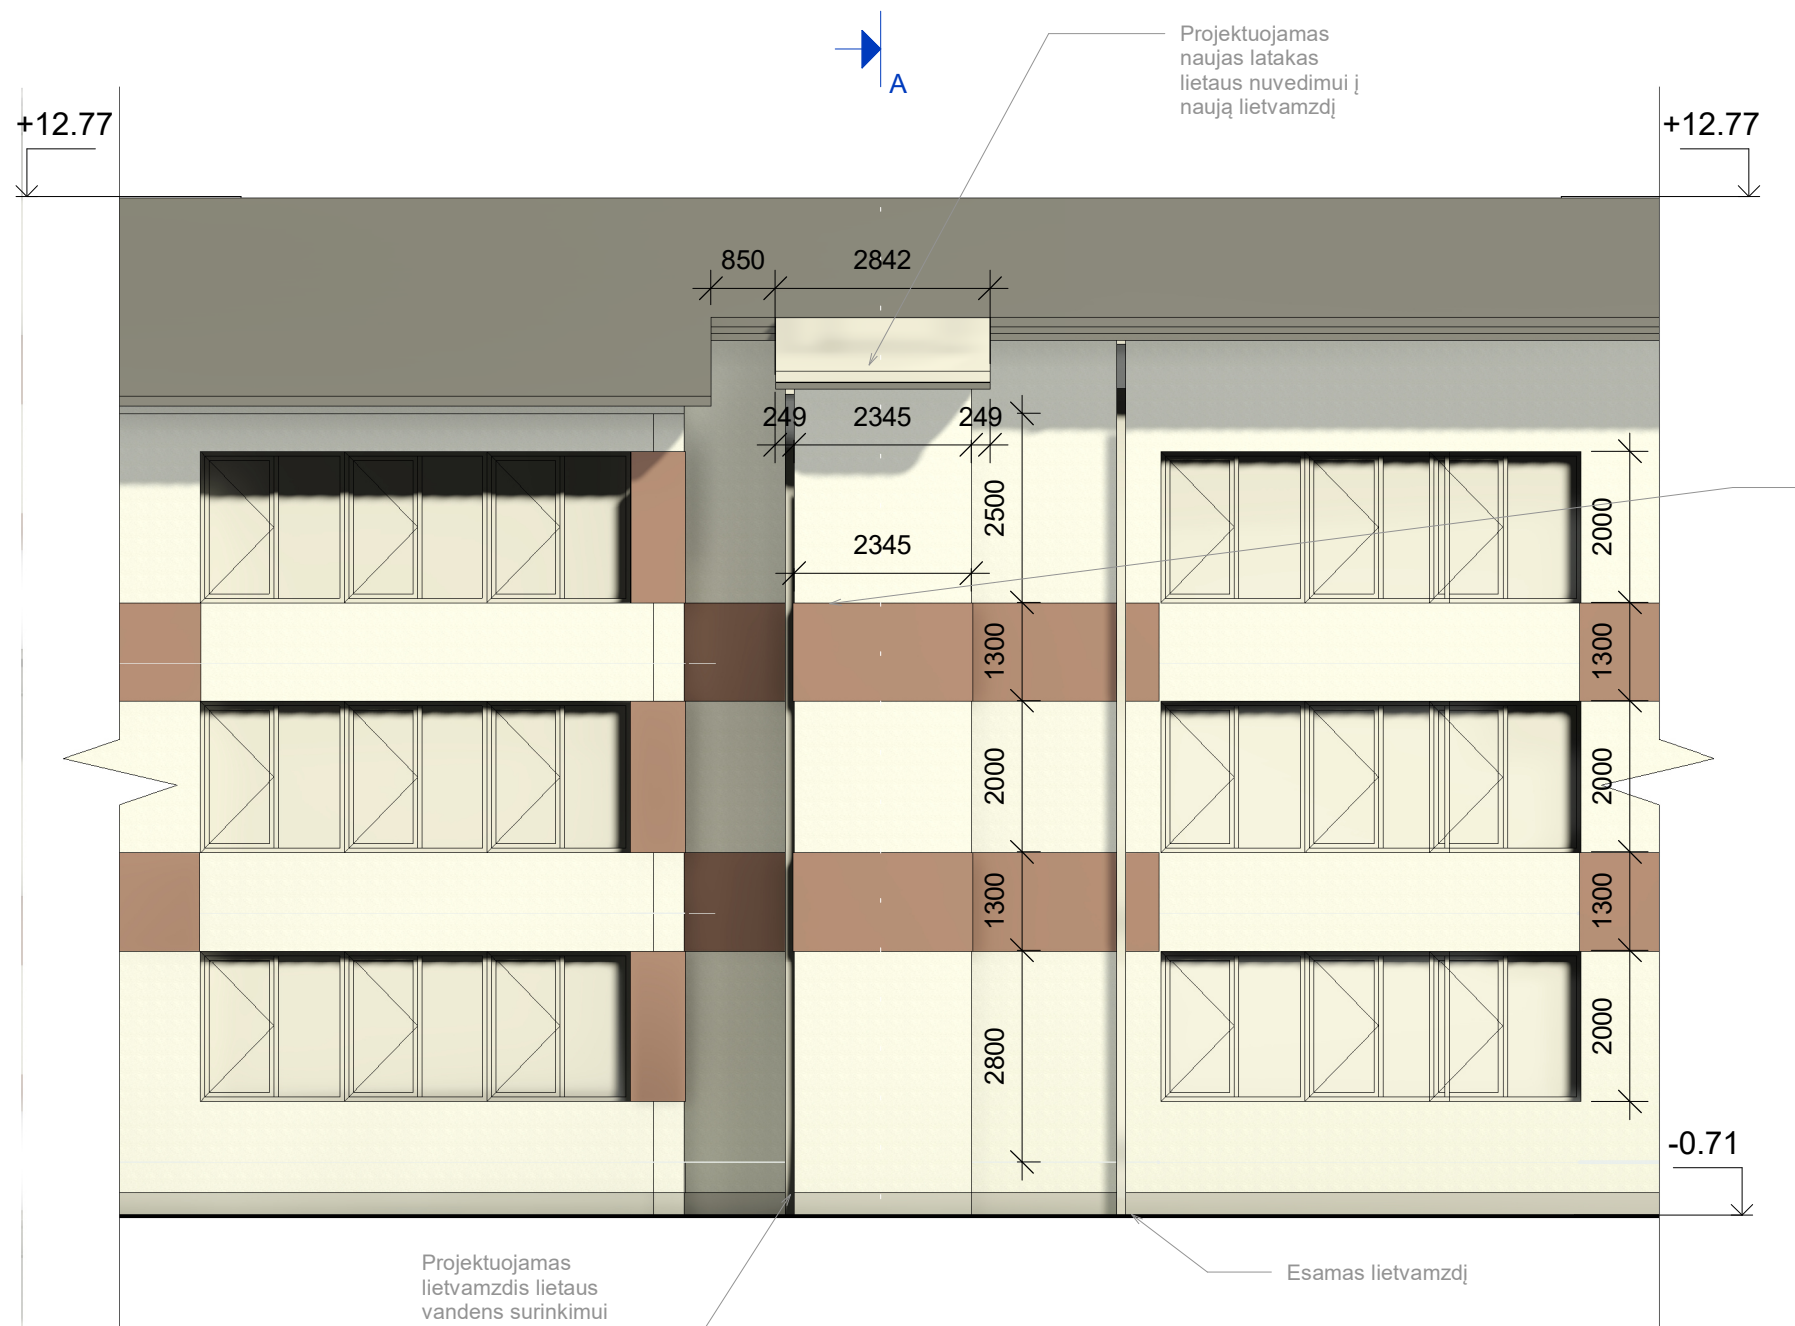 Projektuojamas
naujas latakas
lietaus nuvedimui į
naują lietvamzdį
A
+12.77
+12.77
850
2842
249
2345
249
2500
2000
2345
1300
1300
2000
2000
1300
1300
2800
2000
-0.71
Projektuojamas
lietvamzdis lietaus
vandens surinkimui
Esamas lietvamzdį